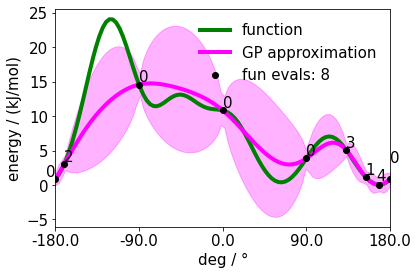 25
20
15
10
5
0
−5
energy / (kJ/mol)
function
GP approximation
fun evals: 8
0
2
0
0
0
3
1
4
0
-180.0 -90.0 0.0 90.0 180.0
deg / °